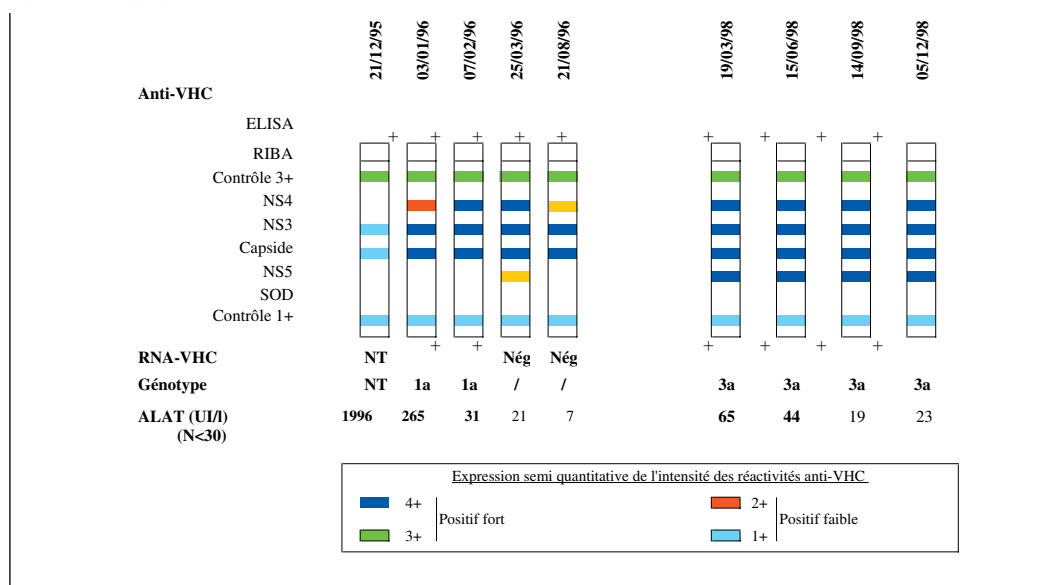 21/12/95 03/01/96 07/02/96 25/03/96 21/08/96 19/03/98 15/06/98 14/09/98 05/12/98
Anti-VHC
ELISA + + + + + + + + +
RIBA
Contrôle 3+
NS4
NS3
Capside
NS5
SOD
Contrôle 1+
RNA-VHC NT + + Nég Nég + + + +
Génotype NT 1a 1a / / 3a 3a 3a 3a
ALAT (UI/l) 1996 265 31 21 7 65 44 19 23
(N<30)
Expression semi quantitative de l'intensité des réactivités anti-VHC
4+ Positif fort 2+ Positif faible
3+ 1+